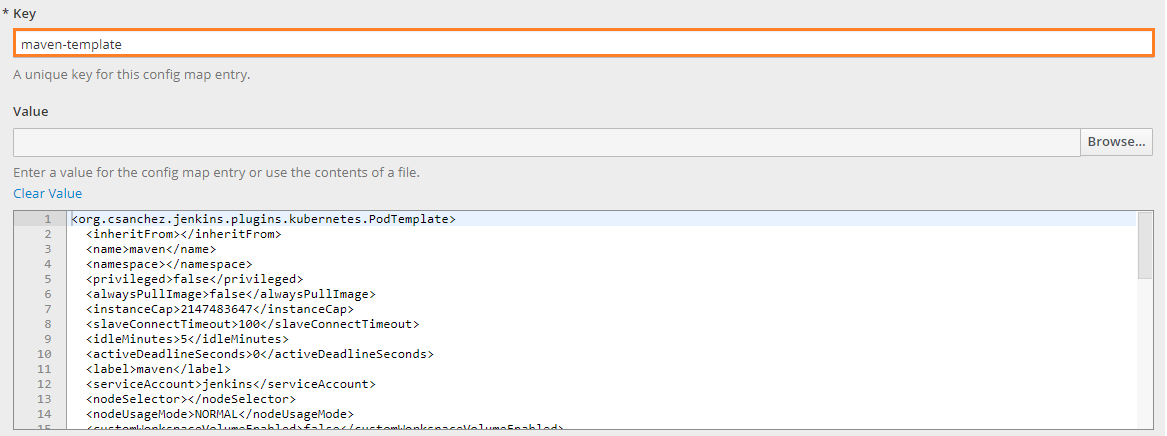 * Key
maven-template
A unique key for this config map entry.
Value
Browse...
Enter a value for the config map entry or use the contents of a file.
Clear Value
1 <org.csanchez.jenkins.plugins.kubernetes.PodTemplate>
2 <inheritFrom></inheritFrom>
3 <name>maven</name>
4 <namespace></namespace>
5 <privileged>false</privileged>
6 <alwaysPullImage>false</alwaysPullImage>
7 <instanceCap>2147483647</instanceCap>
8 <slaveConnectTimeout>100</slaveConnectTimeout>
9 <idleMinutes>5</idleMinutes>
10 <activeDeadlineSeconds>0</activeDeadlineSeconds>
11 <label>maven</label>
12 <serviceAccount>jenkins</serviceAccount>
13 <nodeSelector></nodeSelector>
14 <nodeUsageMode>NORMAL</nodeUsageMode>
15 <customWorkspaceVolumeEnabled>false</customWorkspaceVolumeEnabled>